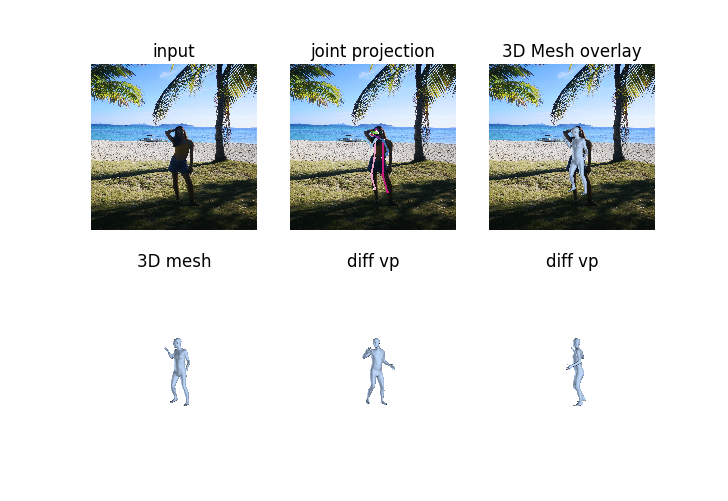 input
joint projection
3D Mesh overlay
3D mesh
diff vp
diff vp